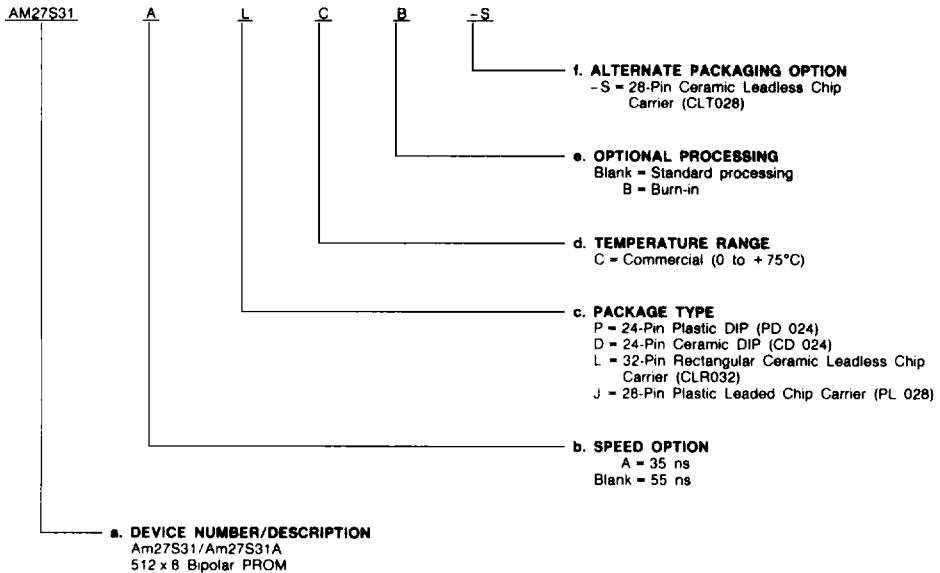 AM27S31 A L C B -S
f. ALTERNATE PACKAGING OPTION
-S = 28-Pin Ceramic Leadless Chip
Carrier (CLT028)
e. OPTIONAL PROCESSING
Blank = Standard processing
B = Burn-in
d. TEMPERATURE RANGE
C = Commercial (0 to +75°C)
c. PACKAGE TYPE
P = 24-Pin Plastic DIP (PD 024)
D = 24-Pin Ceramic DIP (CD 024)
L = 32-Pin Rectangular Ceramic Leadless Chip
Carrier (CLR032)
J = 28-Pin Plastic Leaded Chip Carrier (PL 028)
b. SPEED OPTION
A = 35 ns
Blank = 55 ns
a. DEVICE NUMBER/DESCRIPTION
Am27S31/Am27S31A
512 x 8 Bipolar PROM